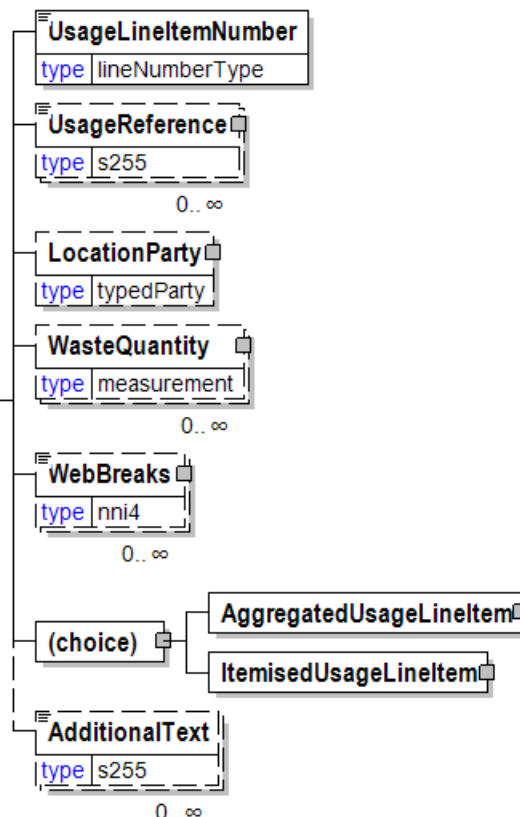 UsageLineItemNumber
type lineNumberType
UsageReference
type s255
0.. ∞
LocationParty
type typedParty
WasteQuantity
type measurement
0.. ∞
WebBreaks
type nni4
0.. ∞
AggregatedUsageLineItem
(choice)
ItemisedUsageLineItem
AdditionalText
type s255
0.. ∞